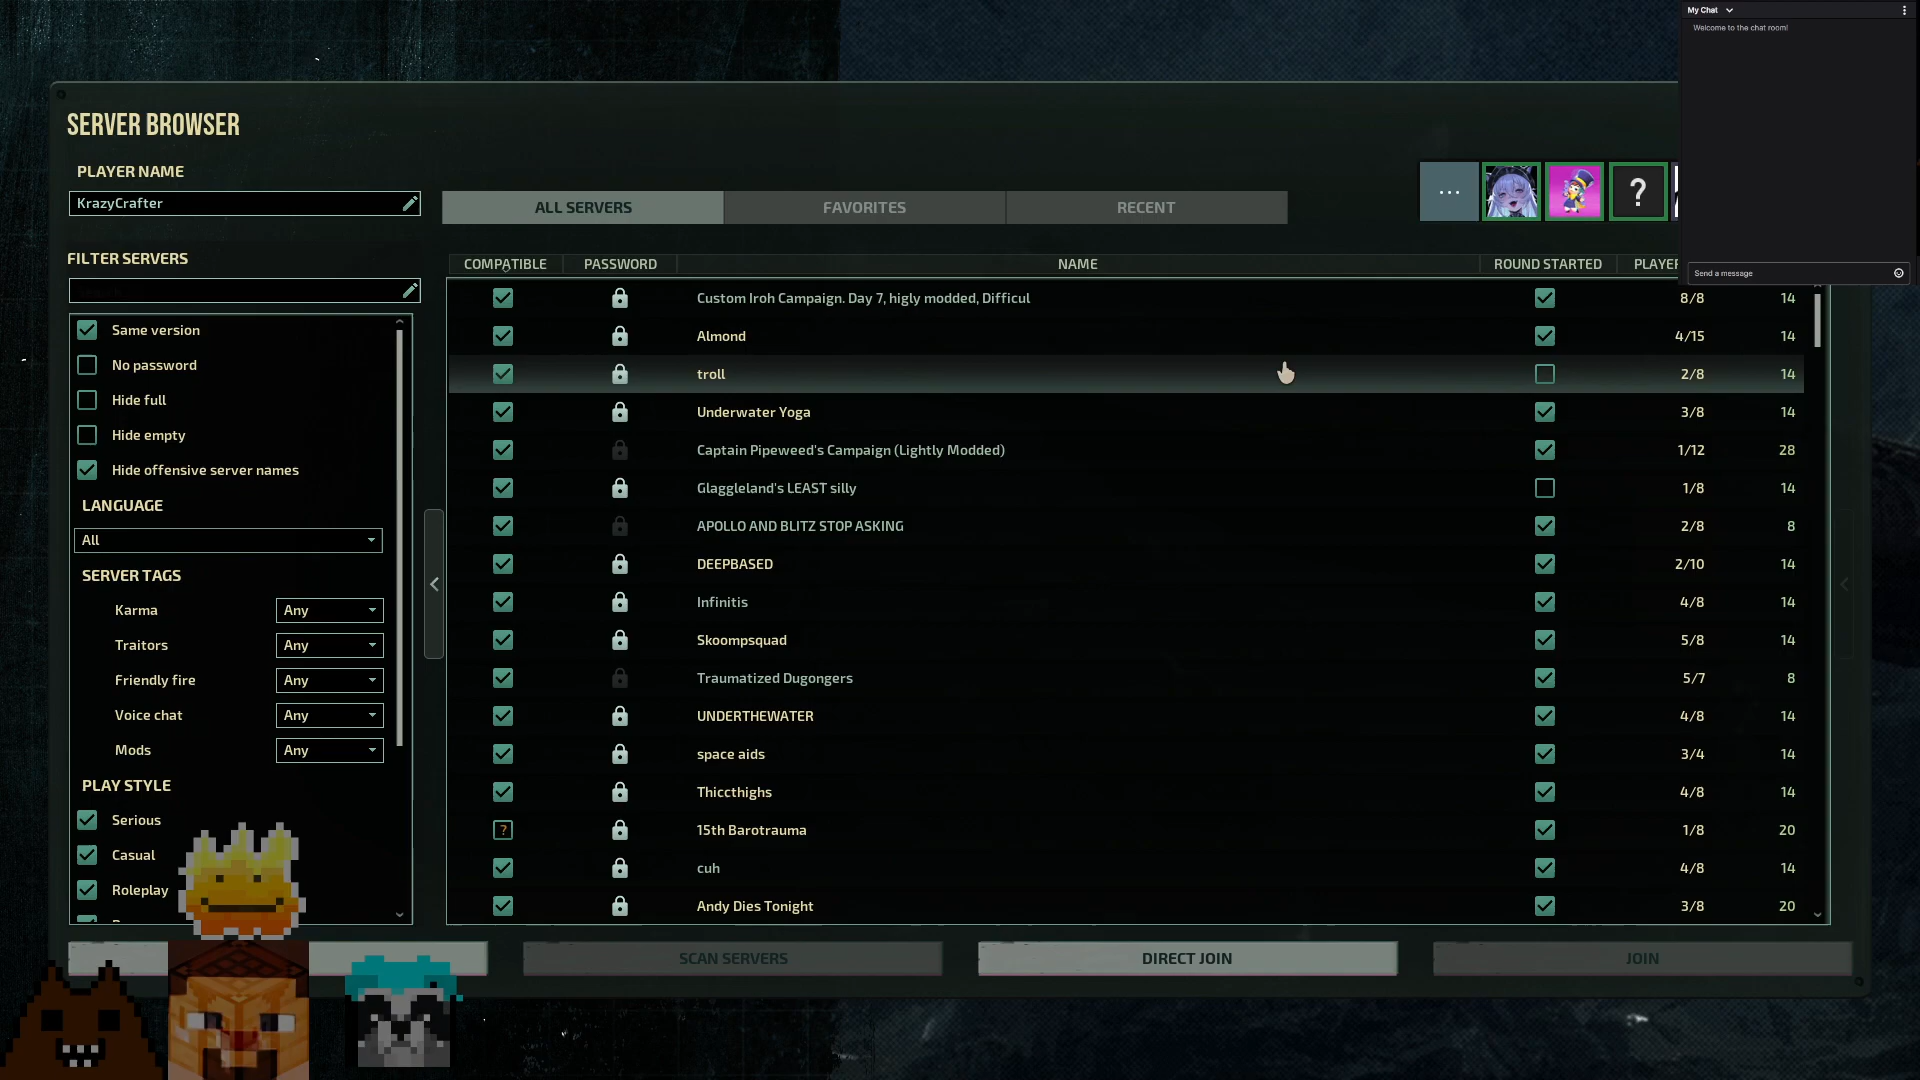 My Chat
Welcome to the chat room!
SERVER BROWSER
PLAYER NAME
KrazyCrafter
ALL SERVERS
FAVORITES
RECENT
...
?
Send a message
FILTER SERVERS
COMPATIBLE PASSWORD NAME ROUND STARTED PLAYER
Same version
No password
Hide full
Hide empty
Hide offensive server names
LANGUAGE
All
SERVER TAGS
Karma Any
Traitors Any
Friendly fire Any
Voice chat Any
Mods Any
PLAY STYLE
Serious
Casual
Roleplay
Custom Iroh Campaign. Day 7, higly modded, Difficul 8/8 14
Almond 4/15 14
troll 2/8 14
Underwater Yoga 3/8 14
Captain Pipeweed's Campaign (Lightly Modded) 1/12 28
Glaggleland's LEAST silly 1/8 14
APOLLO AND BLITZ STOP ASKING 2/8 8
DEEPBASED 2/10 14
Infinitis 4/8 14
Skoompsquad 5/8 14
Traumatized Dugongers 5/7 8
UNDERTHEWATER 4/8 14
space aids 3/4 14
Thiccthighs 4/8 14
? 15th Barotrauma 1/8 20
cuh 4/8 14
Andy Dies Tonight 3/8 20
SCAN SERVERS
DIRECT JOIN
JOIN